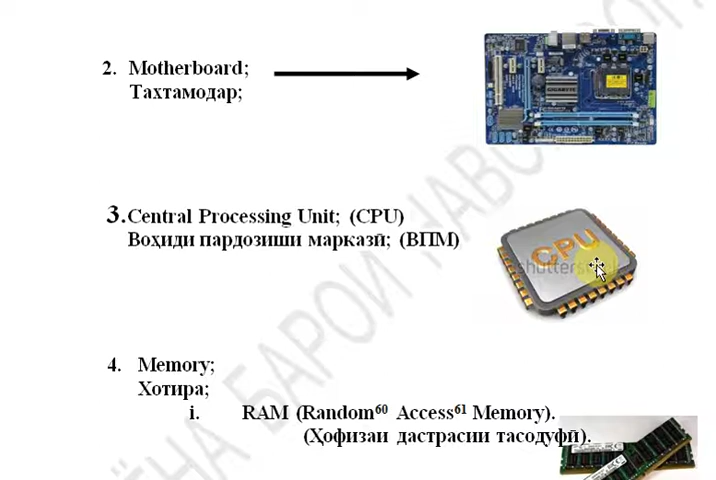 2. Motherboard;
Тахтамодар;
GIGABYTE
3. Central Processing Unit; (CPU)
Воҳиди пардозиши марказӣ; (ВПМ)
CPU
4. Memory;
Хотира;
i. RAM (Random⁶⁰ Access⁶¹ Memory).
(Ҳофизаи дастрасии тасодуфӣ).